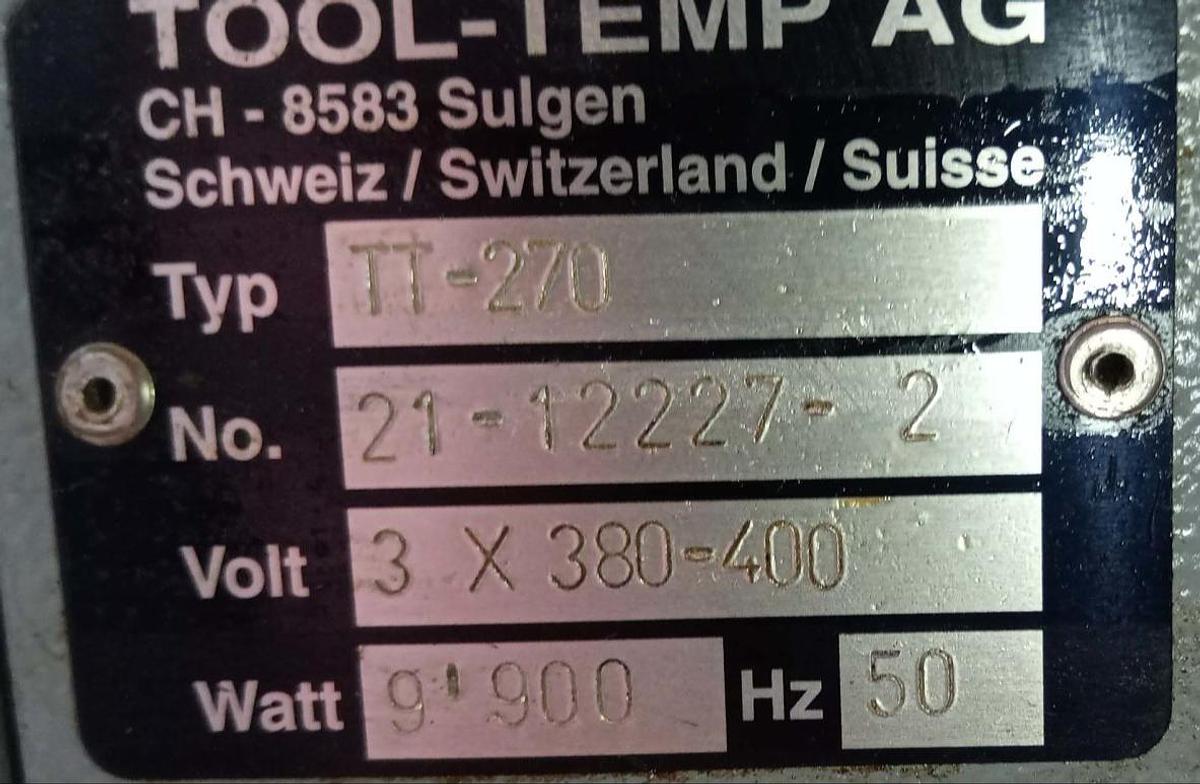 TOOL-TEMP AG
CH - 8583 Sulgen
Schweiz / Switzerland / Suisse
Typ TT-270
No. 21-12227- 2
Volt 3 X 380-400
Watt 9'900 Hz 50